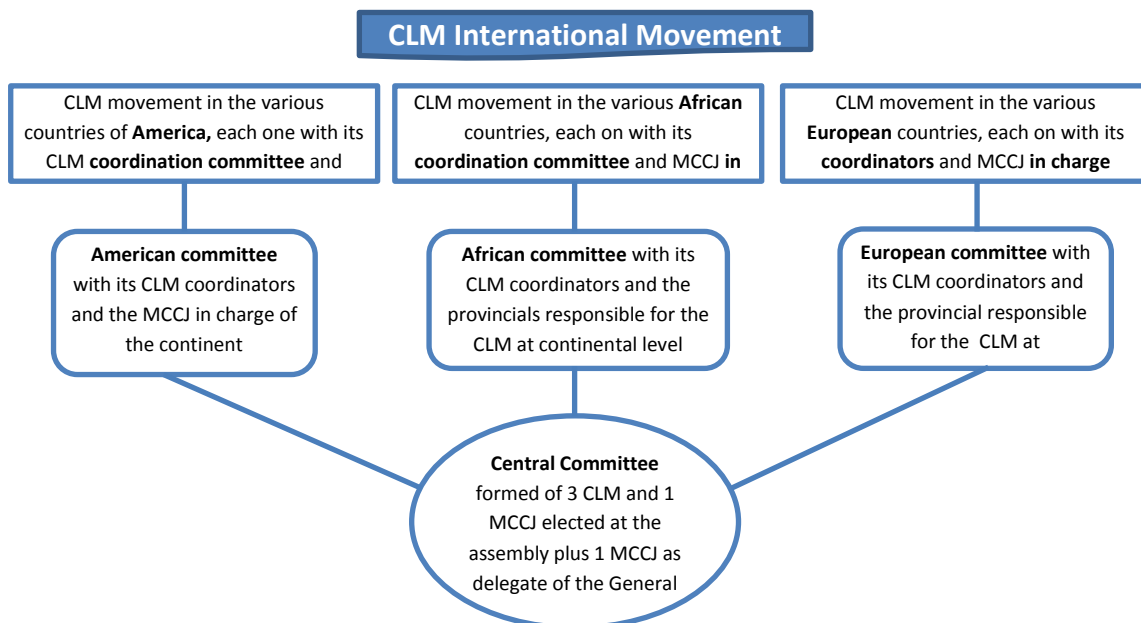 CLM International Movement
CLM movement in the various
countries of America, each one with its
CLM coordination committee and
CLM movement in the various African
countries, each on with its
coordination committee and MCCJ in
CLM movement in the various
European countries, each on with its
coordinators and MCCJ in charge
American committee
with its CLM coordinators
and the MCCJ in charge of
the continent
African committee with its
CLM coordinators and the
provincials responsible for the
CLM at continental level
European committee with
its CLM coordinators and
the provincial responsible
for the CLM at
Central Committee
formed of 3 CLM and 1
MCCJ elected at the
assembly plus 1 MCCJ as
delegate of the General